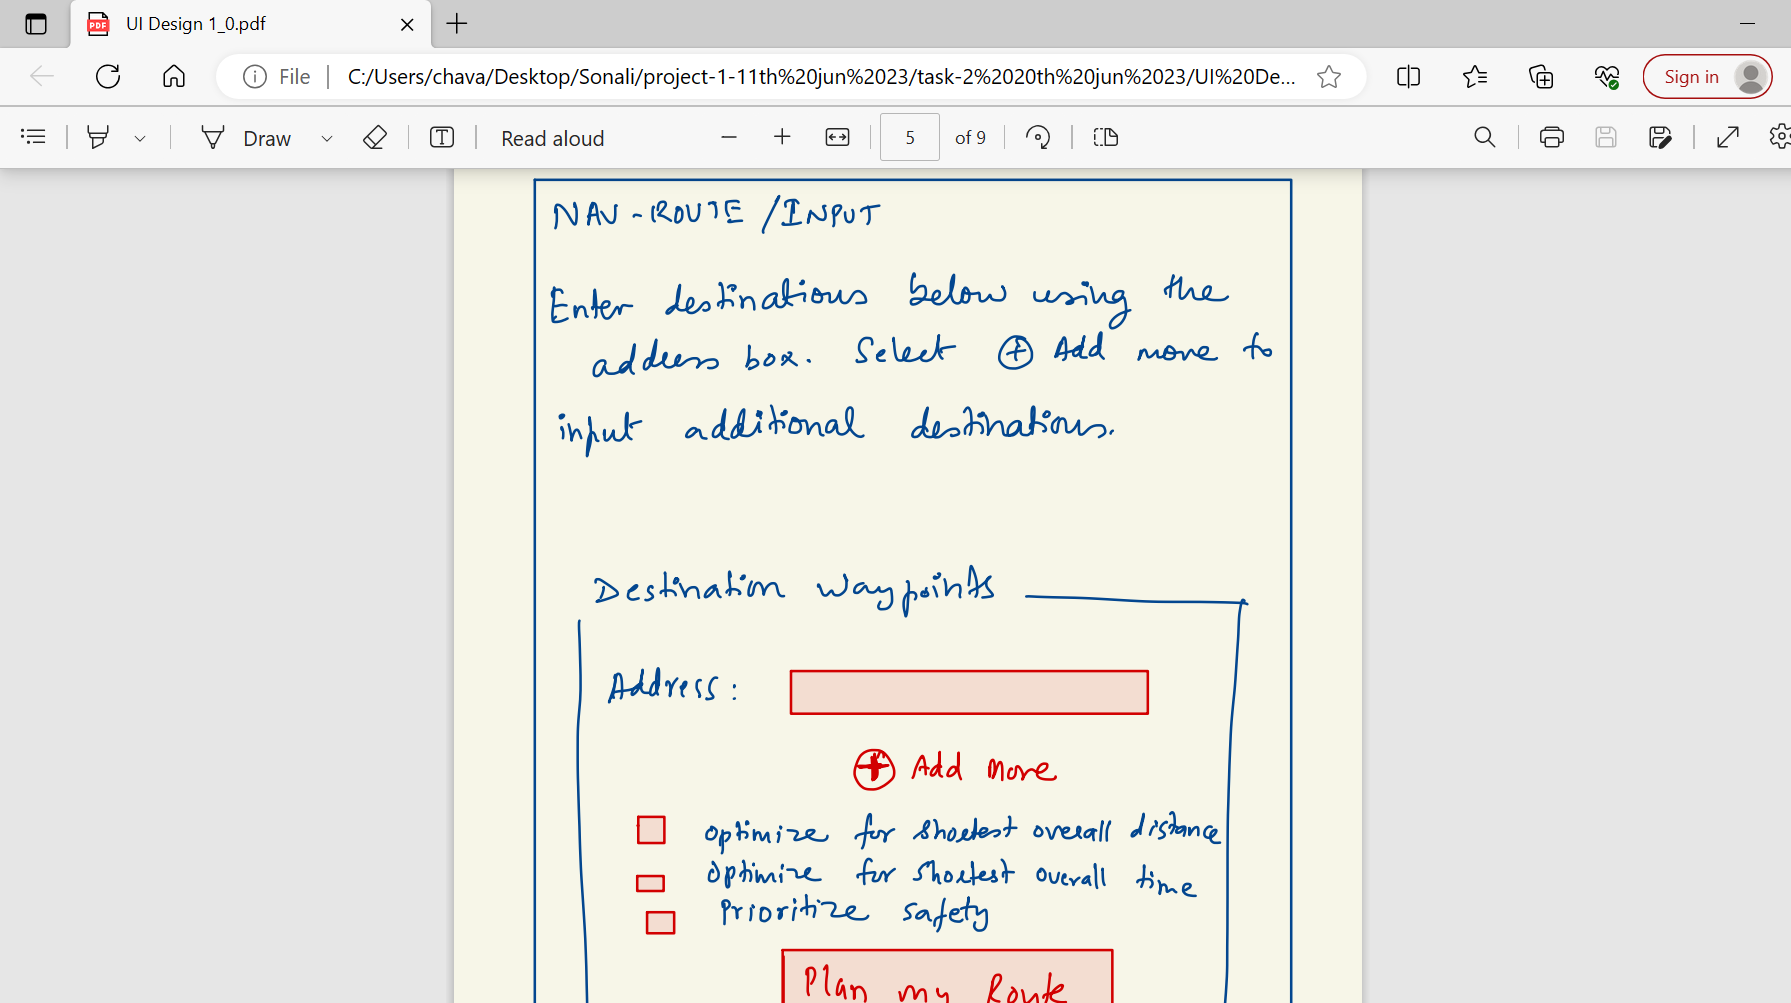 UI Design 1_0.pdf
File C:/Users/chava/Desktop/Sonali/project-1-11th%20jun%2023/task-2%2020th%20jun%2023/UI%20De... Sign in
Draw Read aloud 5 of 9
NAV-ROUTE/INPUT
Enter destinations below using the
address box. Select + Add more to
input additional destinations.
Destination waypoints
Address:
+ Add More
optimize for shortest overall distance
optimize for shortest overall time
Prioritize safety
Plan my Route